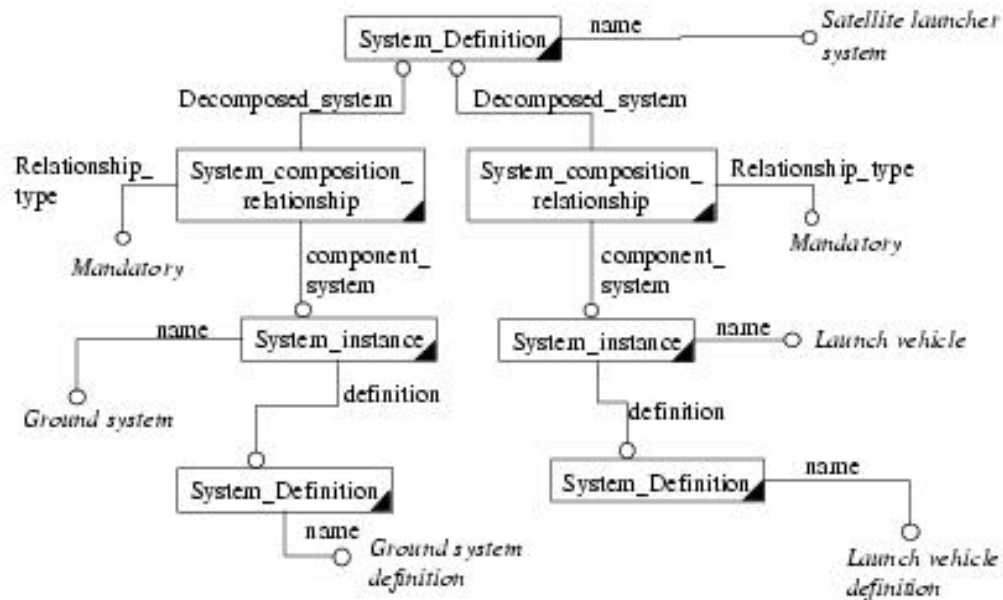 System_Definition
name
Satellite launcher
system
Decomposed_system
Decomposed_system
Relationship_
type
System_composition_
relationship
System_composition_
relationship
Relationship_type
Mandatory
component_
system
component_
system
Mandatory
name
System_instance
System_instance
name
Launch vehicle
Ground system
definition
definition
System_Definition
System_Definition
name
name
Ground system
definition
Launch vehicle
definition